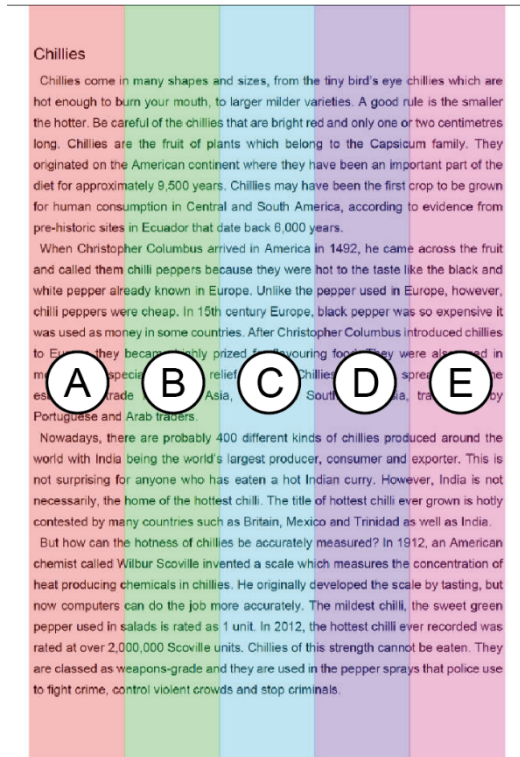 Chillies
Chillies come in many shapes and sizes, from the tiny bird's eye chillies which are
hot enough to burn your mouth, to larger milder varieties. A good rule is the smaller
the hotter. Be careful of the chillies that are bright red and only one or two centimetres
long. Chillies are the fruit of plants which belong to the Capsicum family. They
originated on the American continent where they have been an important part of the
diet for approximately 9,500 years. Chillies may have been the first crop to be grown
for human consumption in Central and South America, according to evidence from
pre-historic sites in Ecuador that date back 6,000 years.
When Christopher Columbus arrived in America in 1492, he came across the fruit
and called them chilli peppers because they were hot to the taste like the black and
white pepper already known in Europe. Unlike the pepper used in Europe, however,
chilli peppers were cheap. In 15th century Europe, black pepper was so expensive it
was used as money in some countries. After Christopher Columbus introduced chillies
to they became highly prized flavouring They were in
A B C D E
trade Asia, by
Portuguese and Arab traders.
Nowadays, there are probably 400 different kinds of chillies produced around the
world with India being the world's largest producer, consumer and exporter. This is
not surprising for anyone who has eaten a hot Indian curry. However, India is not
necessarily, the home of the hottest chilli. The title of hottest chilli ever grown is hotly
contested by many countries such as Britain, Mexico and Trinidad as well as India.
But how can the hotness of chillies be accurately measured? In 1912, an American
chemist called Wilbur Scoville invented a scale which measures the concentration of
heat producing chemicals in chillies. He originally developed the scale by tasting, but
now computers can do the job more accurately. The mildest chilli, the sweet green
pepper used in salads is rated as 1 unit. In 2012, the hottest chilli ever recorded was
rated at over 2,000,000 Scoville units. Chillies of this strength cannot be eaten. They
are classed as weapons-grade and they are used in the pepper sprays that police use
to fight crime, control violent crowds and stop criminals.